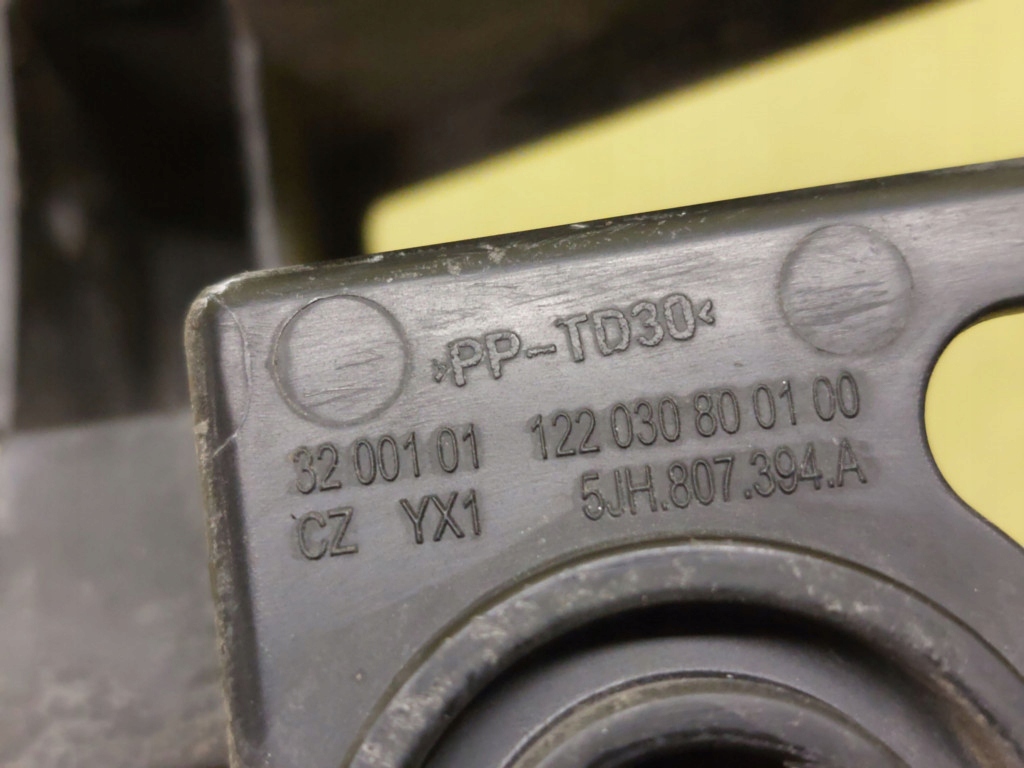 >PP-TD30<
32 001 01 122 030 80 01 00
CZ YX1 5JH.807.394.A